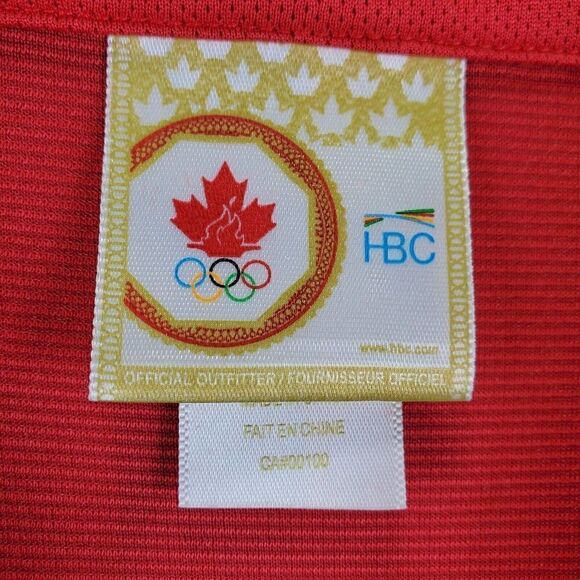 HBC
www.hbc.com
OFFICIAL OUTFITTER / FOURNISSEUR OFFICIEL
FAIT EN CHINE
CA#00100